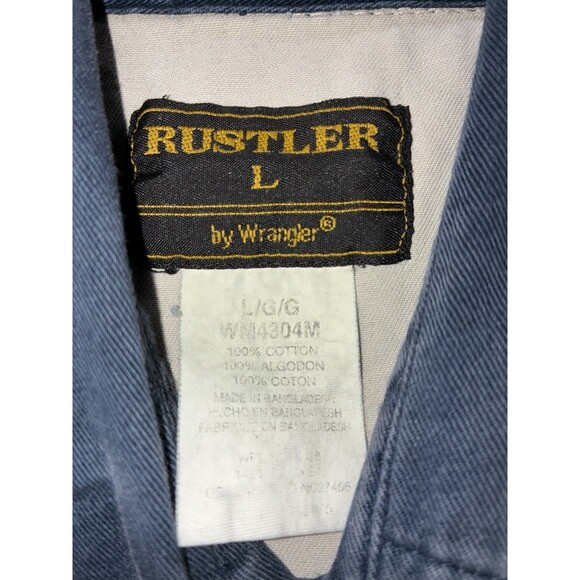 RUSTLER
L
by Wrangler®
L/G/G
WM4304M
100% COTTON
100% ALGODON
100% COTON
MADE IN BANGLADESH
HECHO EN BANGLADESH
FABRIQUE EN BANGLADESH